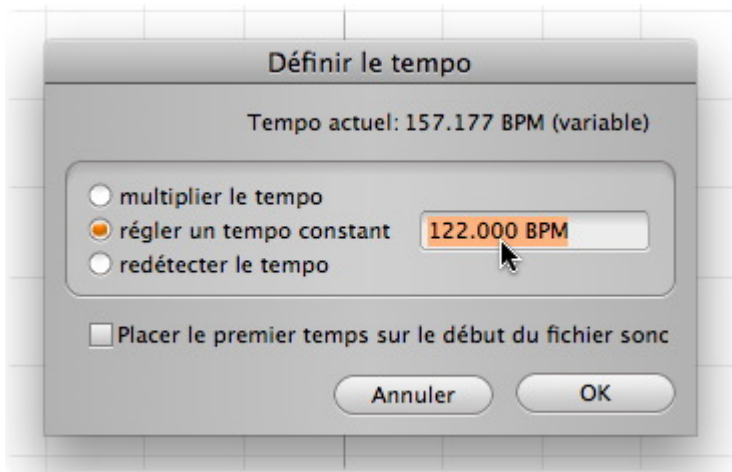 Définir le tempo
Tempo actuel: 157.177 BPM (variable)
multiplier le tempo
régler un tempo constant 122.000 BPM
redétecter le tempo
Placer le premier temps sur le début du fichier sonc
Annuler OK